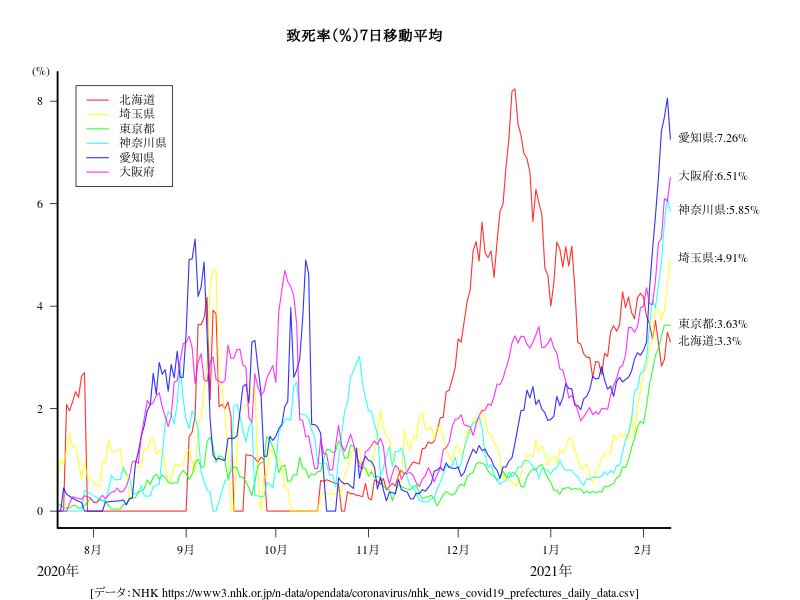 致死率(%)7日移動平均
(%)
8
6
4
2
0
北海道
埼玉県
東京都
神奈川県
愛知県
大阪府
愛知県:7.26%
大阪府:6.51%
神奈川県:5.85%
埼玉県:4.91%
東京都:3.63%
北海道:3.3%
8月 9月 10月 11月 12月 1月 2月
2020年 2021年
[データ:NHK https://www3.nhk.or.jp/n-data/opendata/coronavirus/nhk_news_covid19_prefectures_daily_data.csv]